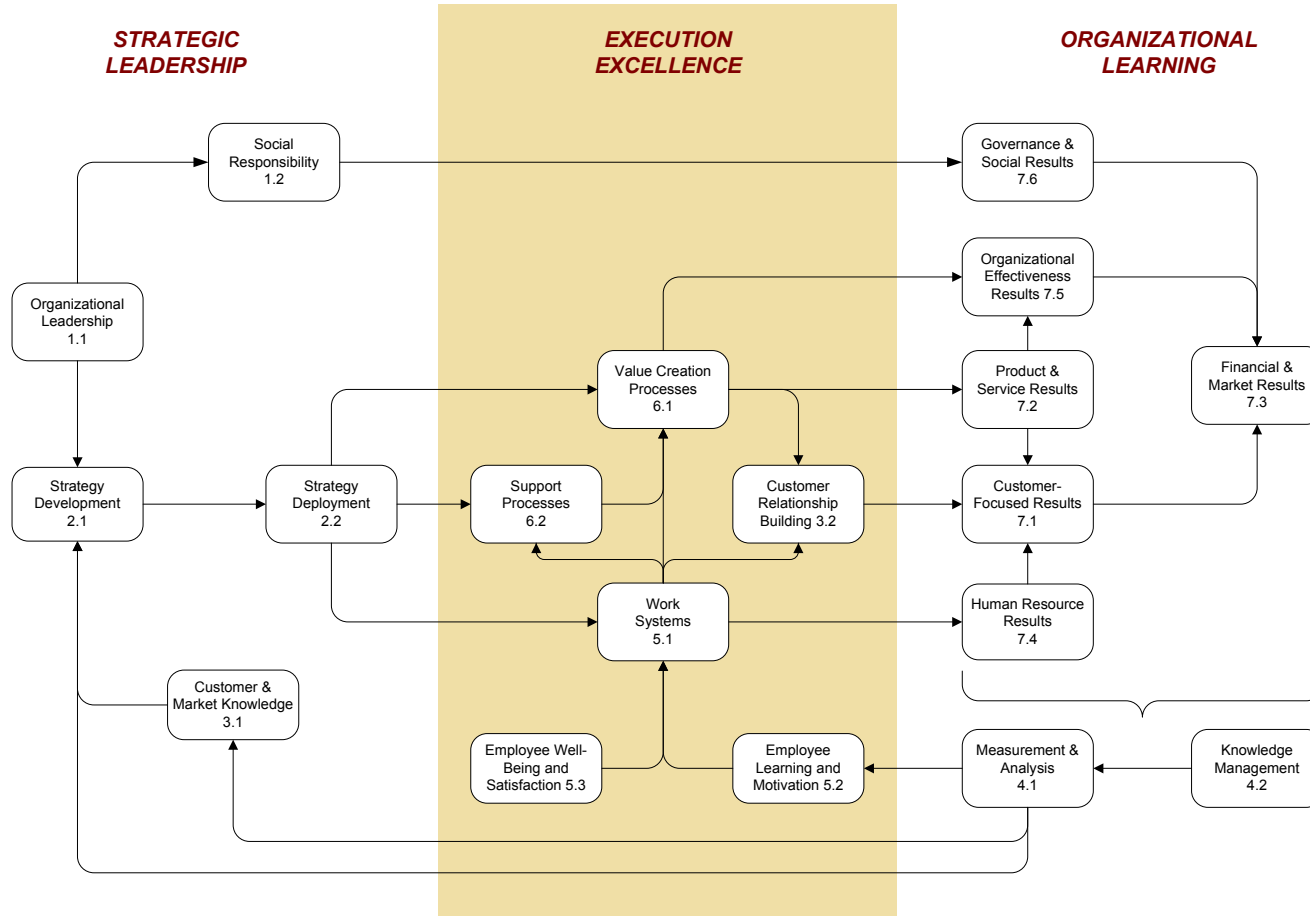 STRATEGIC
LEADERSHIP
EXECUTION
EXCELLENCE
ORGANIZATIONAL
LEARNING
Social
Responsibility
1.2
Governance &
Social Results
7.6
Organizational
Effectiveness
Results 7.5
Organizational
Leadership
1.1
Value Creation
Processes
6.1
Product &
Service Results
7.2
Financial &
Market Results
7.3
Strategy
Development
2.1
Strategy
Deployment
2.2
Support
Processes
6.2
Customer
Relationship
Building 3.2
Customer-
Focused Results
7.1
Work
Systems
5.1
Human Resource
Results
7.4
Customer &
Market Knowledge
3.1
Employee Well-
Being and
Satisfaction 5.3
Employee
Learning and
Motivation 5.2
Measurement &
Analysis
4.1
Knowledge
Management
4.2